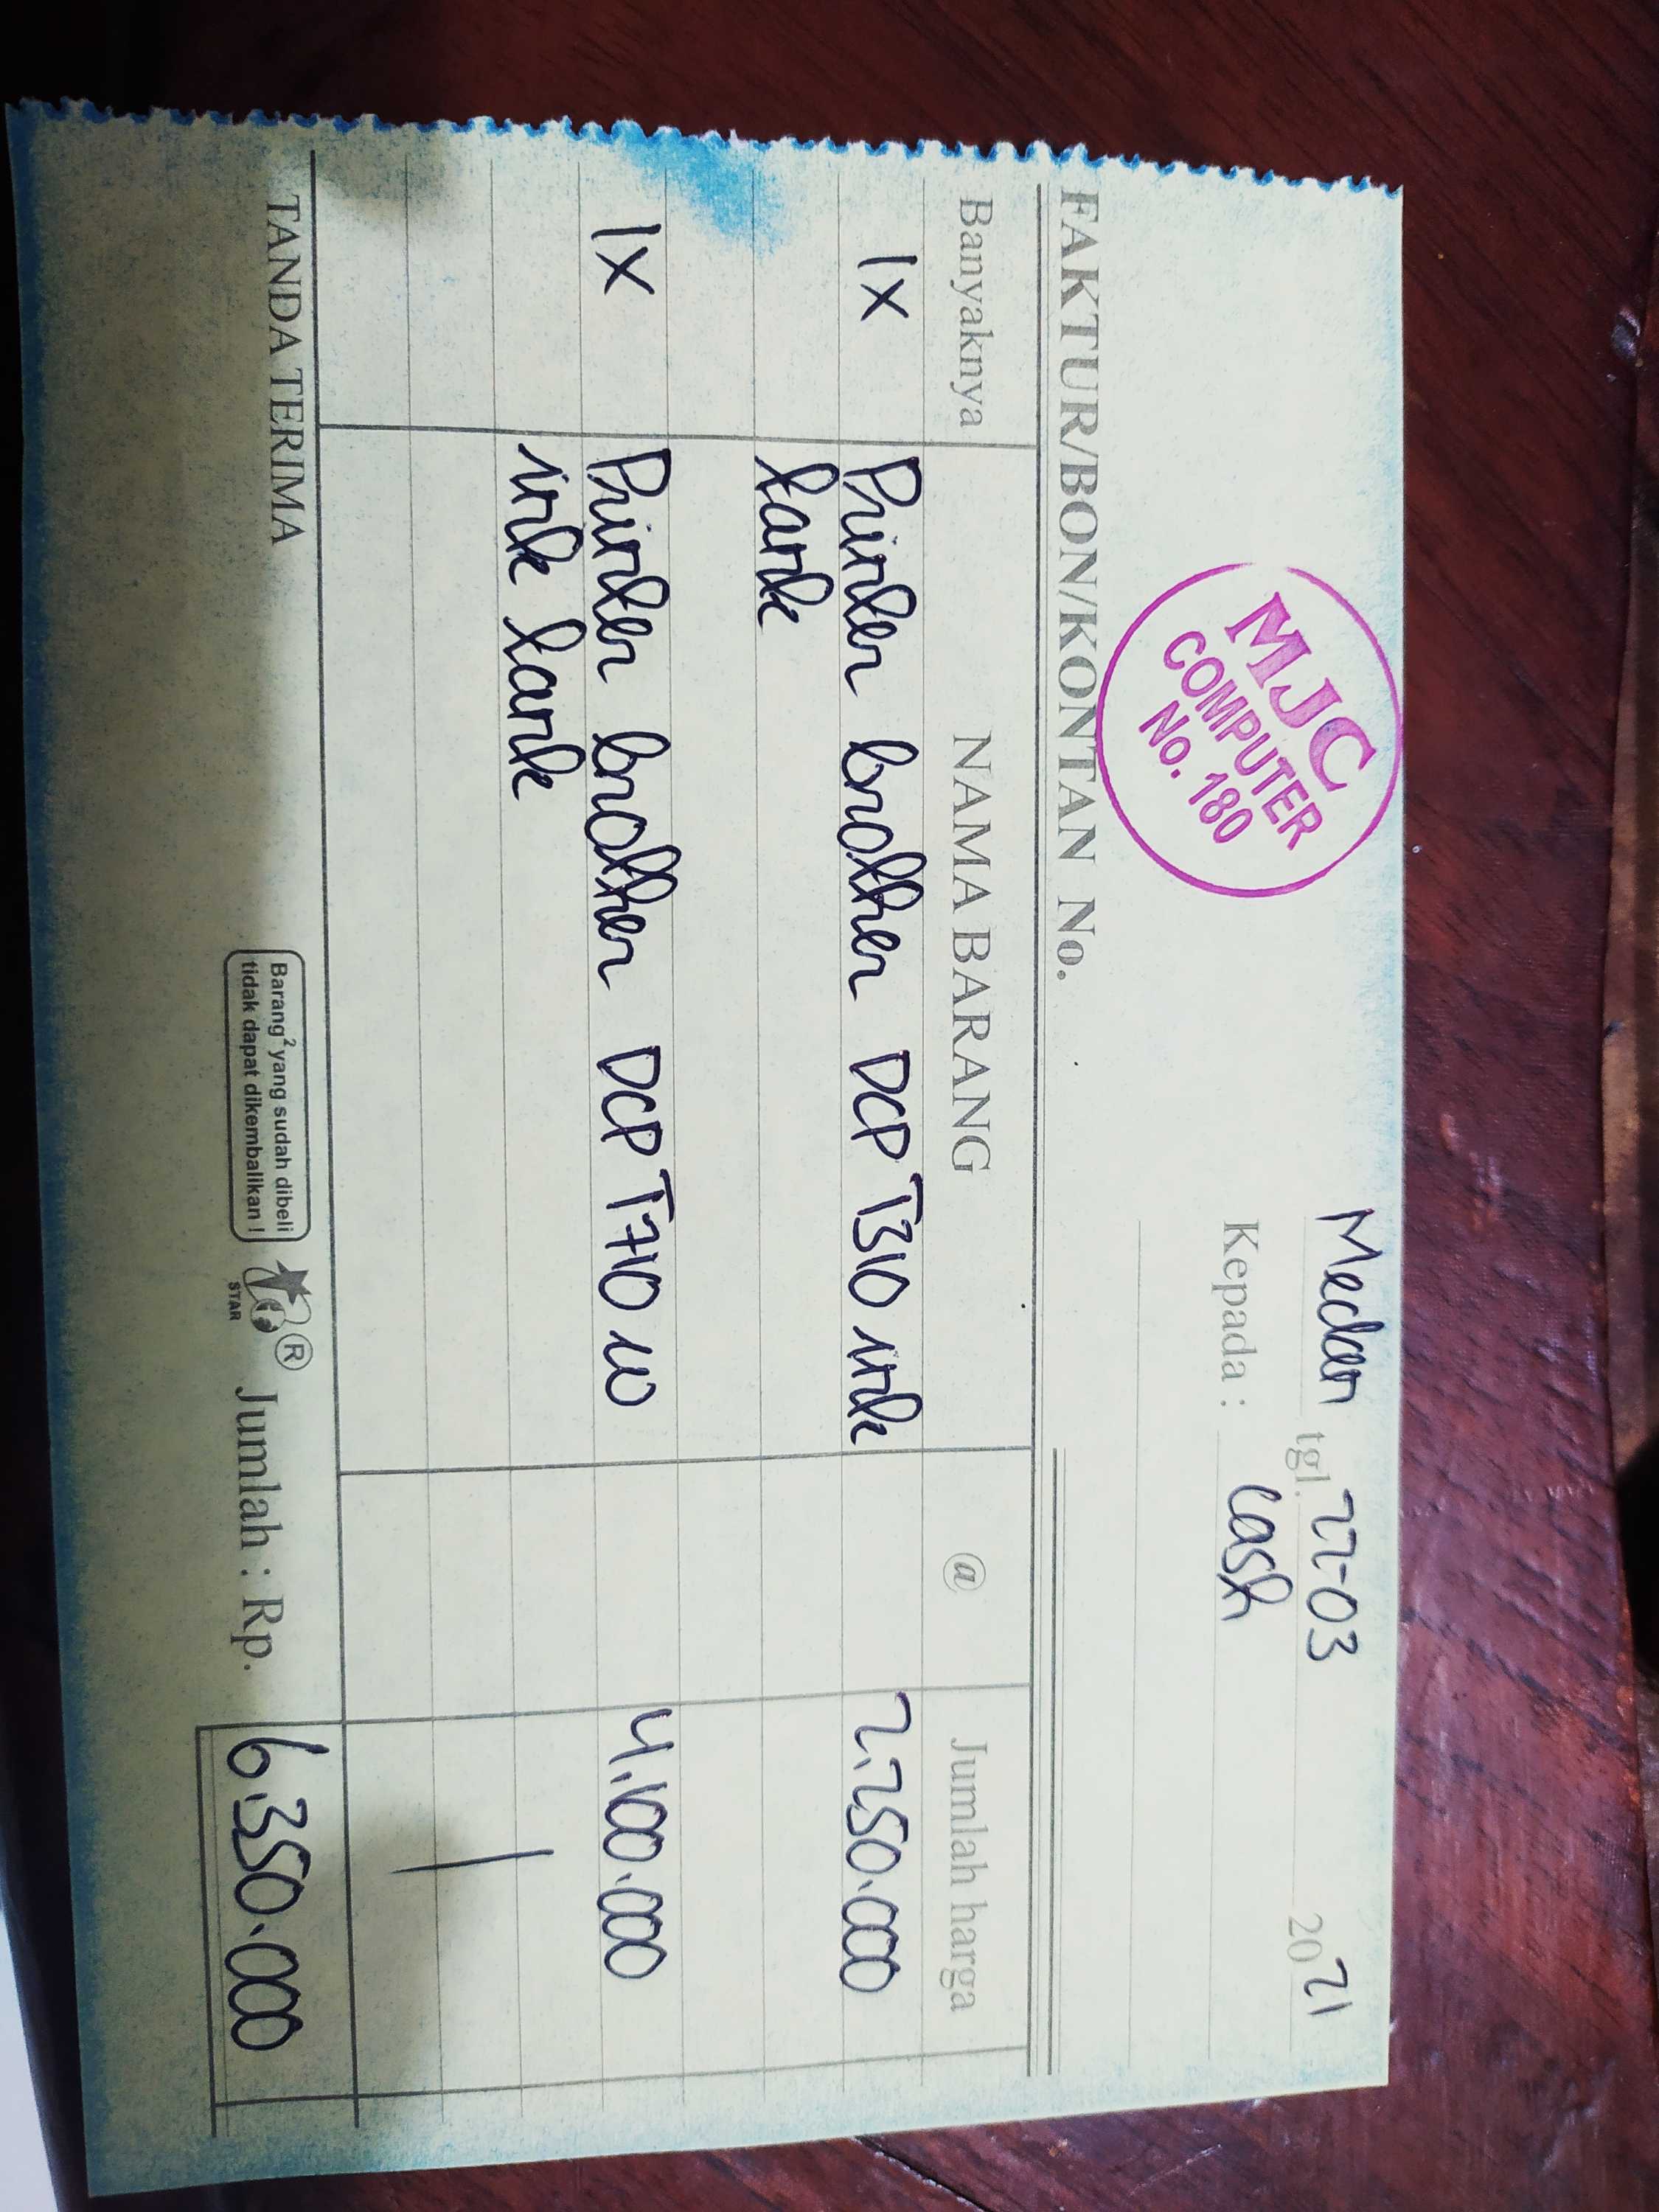 MJC
COMPUTER
No. 180
Medan tgl. 22-03 2021
Kepada : Cash
FAKTUR/BON/KONTAN No.
Banyaknya NAMA BARANG @ Jumlah harga
1x Printer brother DCP T310 ink 2.250.000
tank
1x Printer brother DCP T710 w 4.100.000
ink tank
TANDA TERIMA
Barang² yang sudah dibeli
tidak dapat dikembalikan !
STAR
®
Jumlah : Rp. 6.350.000